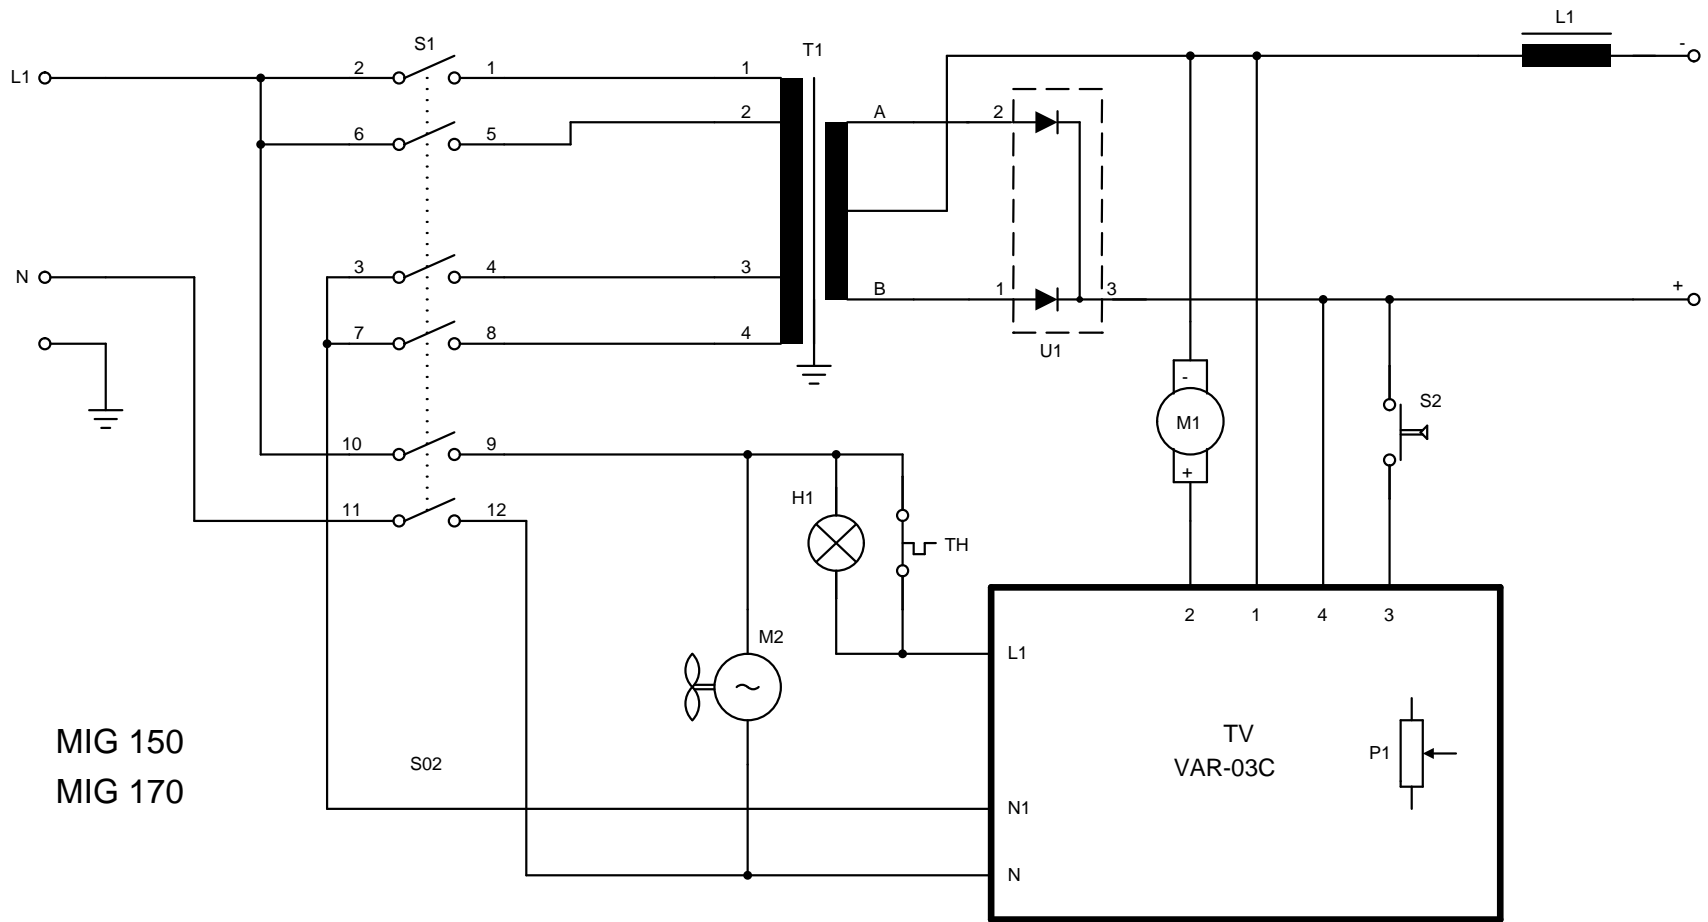 L1
S1
T1
L1
-
2 1 1
2
A 2
6 5
N
3 4 3
B 1 3
+
7 8 4
U1
-
M1
+
S2
10 9
H1
11 12
TH
2 1 4 3
M2
L1
TV
VAR-03C
P1
MIG 150
MIG 170
S02
N1
N